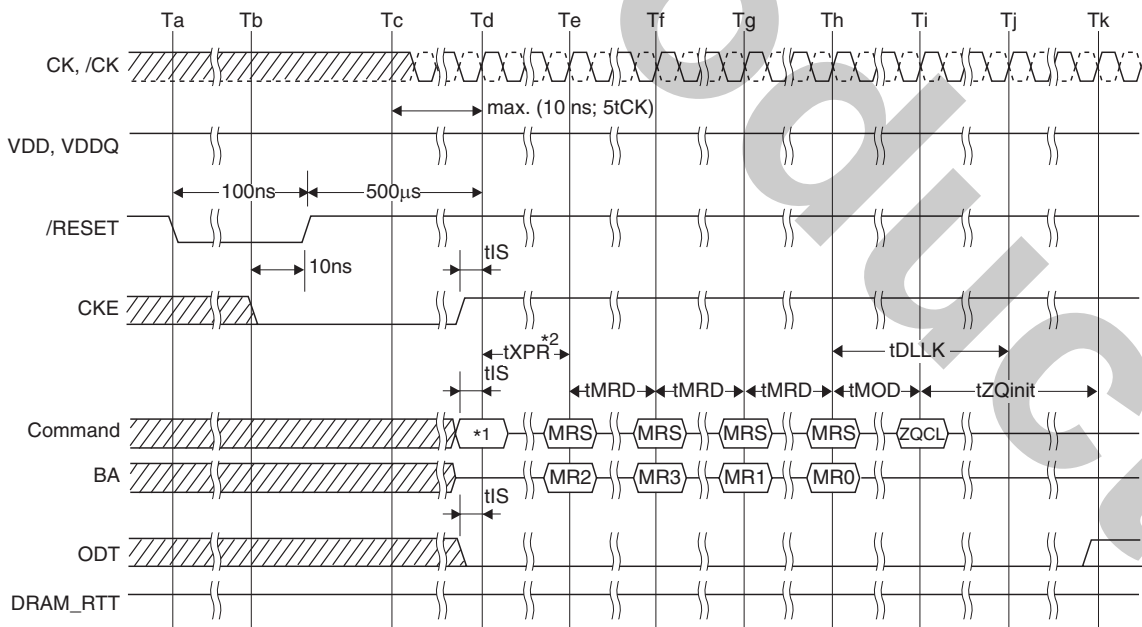 Ta Tb Tc Td Te Tf Tg Th Ti Tj Tk
CK, /CK
max. (10 ns; 5tCK)
VDD, VDDQ
100ns 500μs
/RESET
tIS
10ns
CKE
tXPR*2 tDLLK
tIS
tMRD tMRD tMRD tMOD tZQinit
Command *1 MRS MRS MRS MRS ZQCL
BA MR2 MR3 MR1 MR0
tIS
ODT
DRAM_RTT